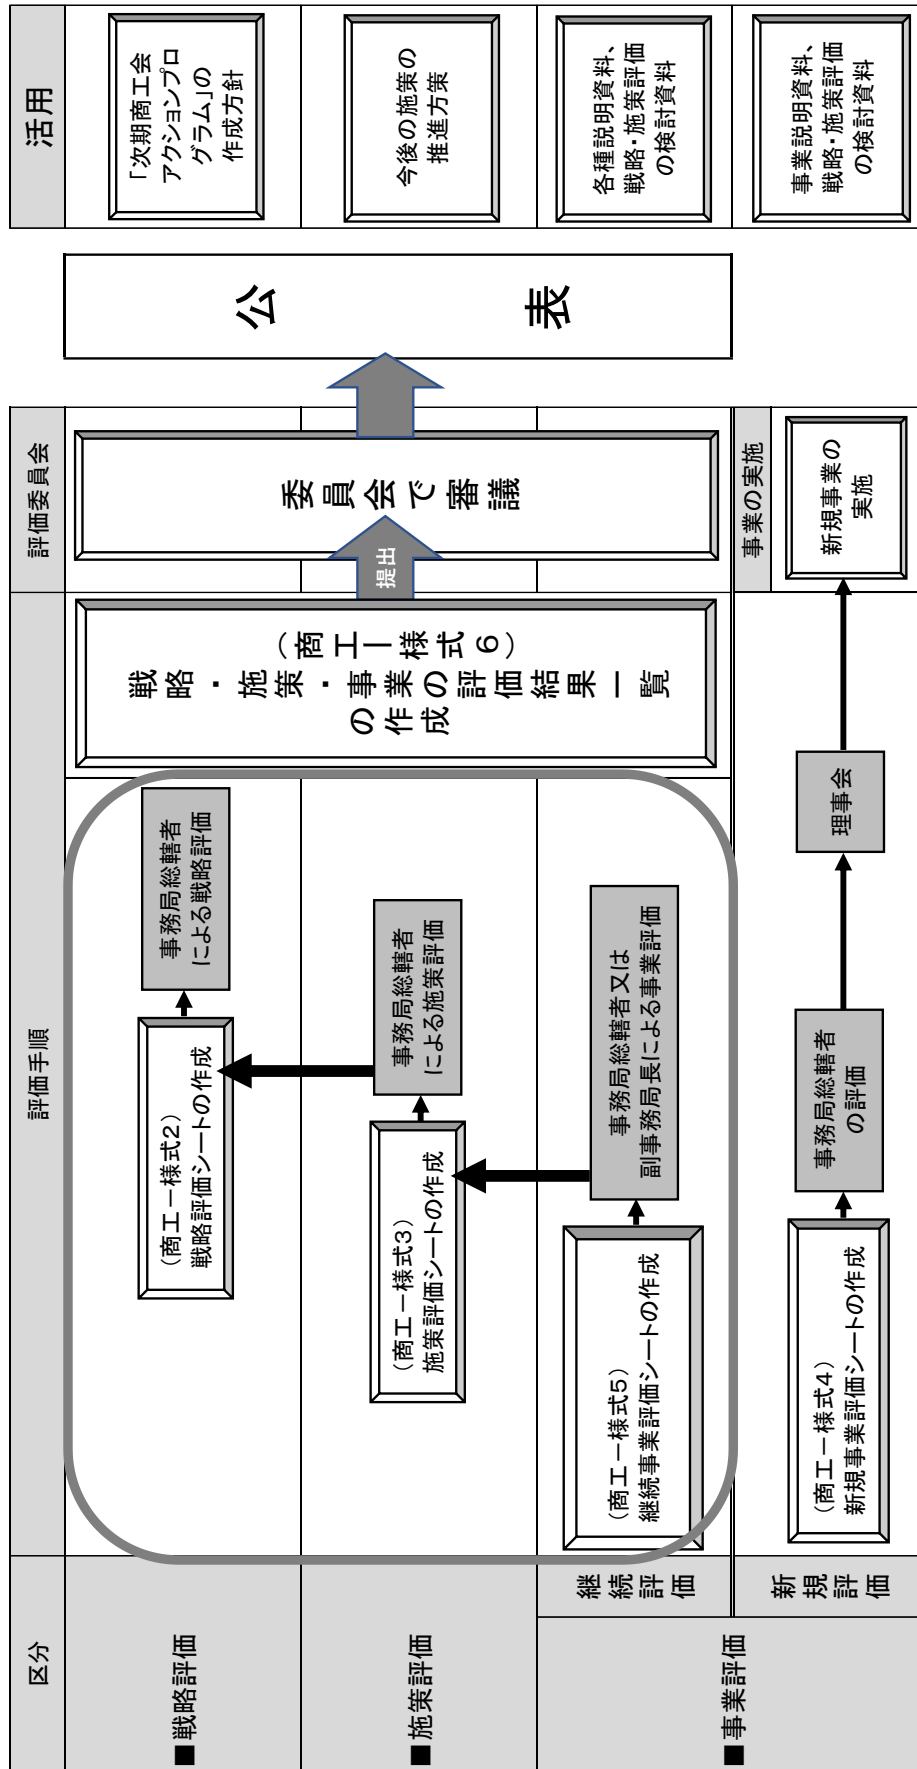 区分
評価手順
評価委員会
活用
■戦略評価
(商工ー様式2)
戦略評価シートの作成
事務局総轄者
による戦略評価
「次期商工会
アクションプロ
グラム」の
作成方針
■施策評価
(商工ー様式3)
施策評価シートの作成
事務局総轄者
による施策評価
今後の施策の
推進方策
■事業評価
継続評価
(商工ー様式5)
継続事業評価シートの作成
事務局総轄者又は
副事務局長による事業評価
各種説明資料、
戦略・施策評価
の検討資料
(商工ー様式6)
戦略・施策・事業の評価結果一覧
の作成
提出
委員会で審議
公表
新規評価
(商工ー様式4)
新規事業評価シートの作成
事務局総轄者
の評価
理事会
事業の実施
新規事業の
実施
事業説明資料、
戦略・施策評価
の検討資料